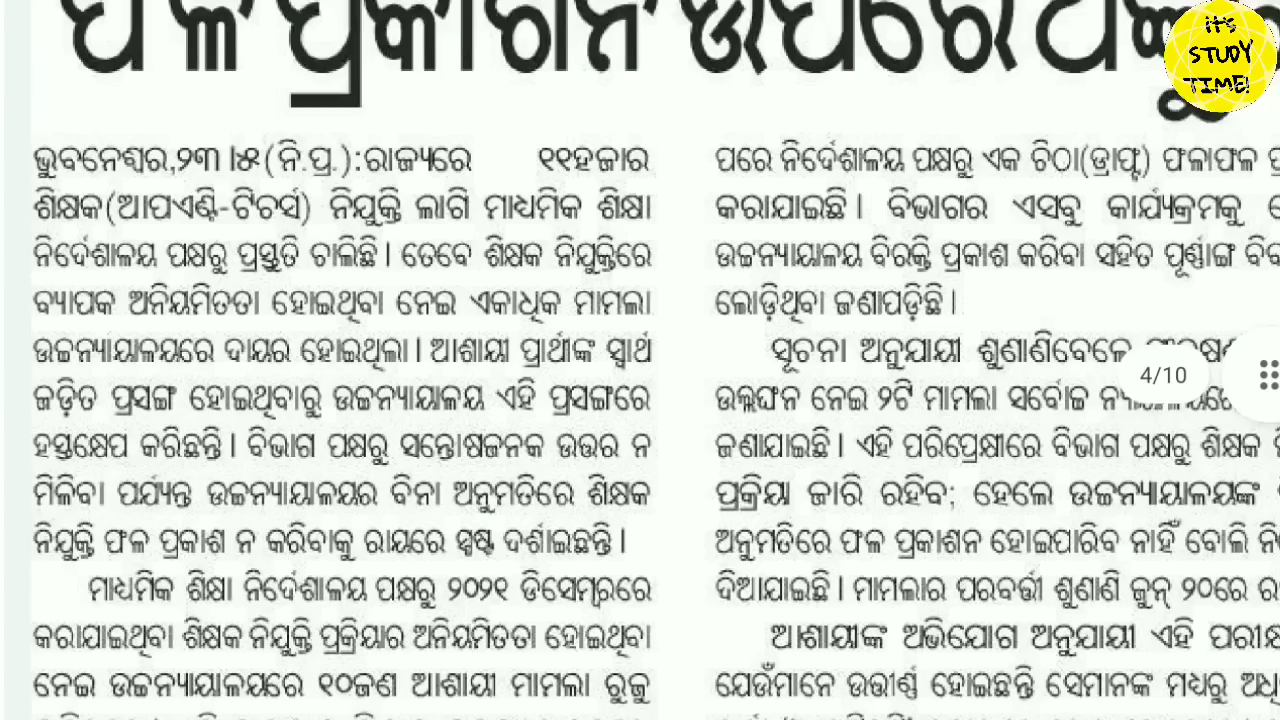 ଫଳ ପ୍ରକାଶନ ଉପରେ
IT'S
STUDY
TIME!
ଭୁବନେଶ୍ୱର,୨୩।୫(ନି.ପ୍ର.):ରାଜ୍ୟରେ ୧୧ହଜାର
ଶିକ୍ଷକ(ଆପଏଣ୍ଟି-ଟିଚର୍ସ) ନିଯୁକ୍ତି ଲାଗି ମାଧ୍ୟମିକ ଶିକ୍ଷା
ନିର୍ଦେଶାଳୟ ପକ୍ଷରୁ ପ୍ରସ୍ତୁତି ଚାଲିଛି। ତେବେ ଶିକ୍ଷକ ନିଯୁକ୍ତିରେ
ବ୍ୟାପକ ଅନିୟମିତତା ହୋଇଥିବା ନେଇ ଏକାଧିକ ମାମଲା
ଉଚ୍ଚନ୍ୟାୟାଳୟରେ ଦାୟର ହୋଇଥିଲା। ଆଶାୟୀ ପ୍ରାର୍ଥୀଙ୍କ ସ୍ୱାର୍ଥ
ଜଡ଼ିତ ପ୍ରସଙ୍ଗ ହୋଇଥିବାରୁ ଉଚ୍ଚନ୍ୟାୟାଳୟ ଏହି ପ୍ରସଙ୍ଗରେ
ହସ୍ତକ୍ଷେପ କରିଛନ୍ତି। ବିଭାଗ ପକ୍ଷରୁ ସନ୍ତୋଷଜନକ ଉତ୍ତର ନ
ମିଳିବା ପର୍ଯ୍ୟନ୍ତ ଉଚ୍ଚନ୍ୟାୟାଳୟର ବିନା ଅନୁମତିରେ ଶିକ୍ଷକ
ନିଯୁକ୍ତି ଫଳ ପ୍ରକାଶ ନ କରିବାକୁ ରାୟରେ ସ୍ପଷ୍ଟ ଦର୍ଶାଇଛନ୍ତି।
ମାଧ୍ୟମିକ ଶିକ୍ଷା ନିର୍ଦେଶାଳୟ ପକ୍ଷରୁ ୨୦୨୧ ଡିସେମ୍ବରରେ
କରାଯାଇଥିବା ଶିକ୍ଷକ ନିଯୁକ୍ତି ପ୍ରକ୍ରିୟାର ଅନିୟମିତତା ହୋଇଥିବା
ନେଇ ଉଚ୍ଚନ୍ୟାୟାଳୟରେ ୧୦ଜଣ ଆଶାୟୀ ମାମଲା ରୁଜୁ
ପରେ ନିର୍ଦେଶାଳୟ ପକ୍ଷରୁ ଏକ ଚିଠା(ଡ୍ରାଫ୍ଟ) ଫଳାଫଳ
କରାଯାଇଛି। ବିଭାଗର ଏସବୁ କାର୍ଯ୍ୟକ୍ରମକୁ
ଉଚ୍ଚନ୍ୟାୟାଳୟ ବିରକ୍ତି ପ୍ରକାଶ କରିବା ସହିତ ପୂର୍ଣ୍ଣାଙ୍ଗ
ଲୋଡ଼ିଥିବା ଜଣାପଡ଼ିଛି।
ସୂଚନା ଅନୁଯାୟୀ ଶୁଣାଣିବେଳେ
ଉଲ୍ଲଙ୍ଘନ ନେଇ ୨ଟି ମାମଲା ସର୍ବୋଚ୍ଚ
ଜଣାଯାଇଛି। ଏହି ପରିପ୍ରେକ୍ଷୀରେ ବିଭାଗ ପକ୍ଷରୁ ଶିକ୍ଷକ
ପ୍ରକ୍ରିୟା ଜାରି ରହିବ; ହେଲେ ଉଚ୍ଚନ୍ୟାୟାଳୟଙ୍କ
ଅନୁମତିରେ ଫଳ ପ୍ରକାଶନ ହୋଇପାରିବ ନାହିଁ ବୋଲି
ଦିଆଯାଇଛି। ମାମଲାର ପରବର୍ତ୍ତୀ ଶୁଣାଣି ଜୁନ୍ ୨୦ରେ
ଆଶାୟୀଙ୍କ ଅଭିଯୋଗ ଅନୁଯାୟୀ ଏହି
ଯେଉଁମାନେ ଉତ୍ତୀର୍ଣ୍ଣ ହୋଇଛନ୍ତି ସେମାନଙ୍କ ମଧ୍ୟରୁ
4/10